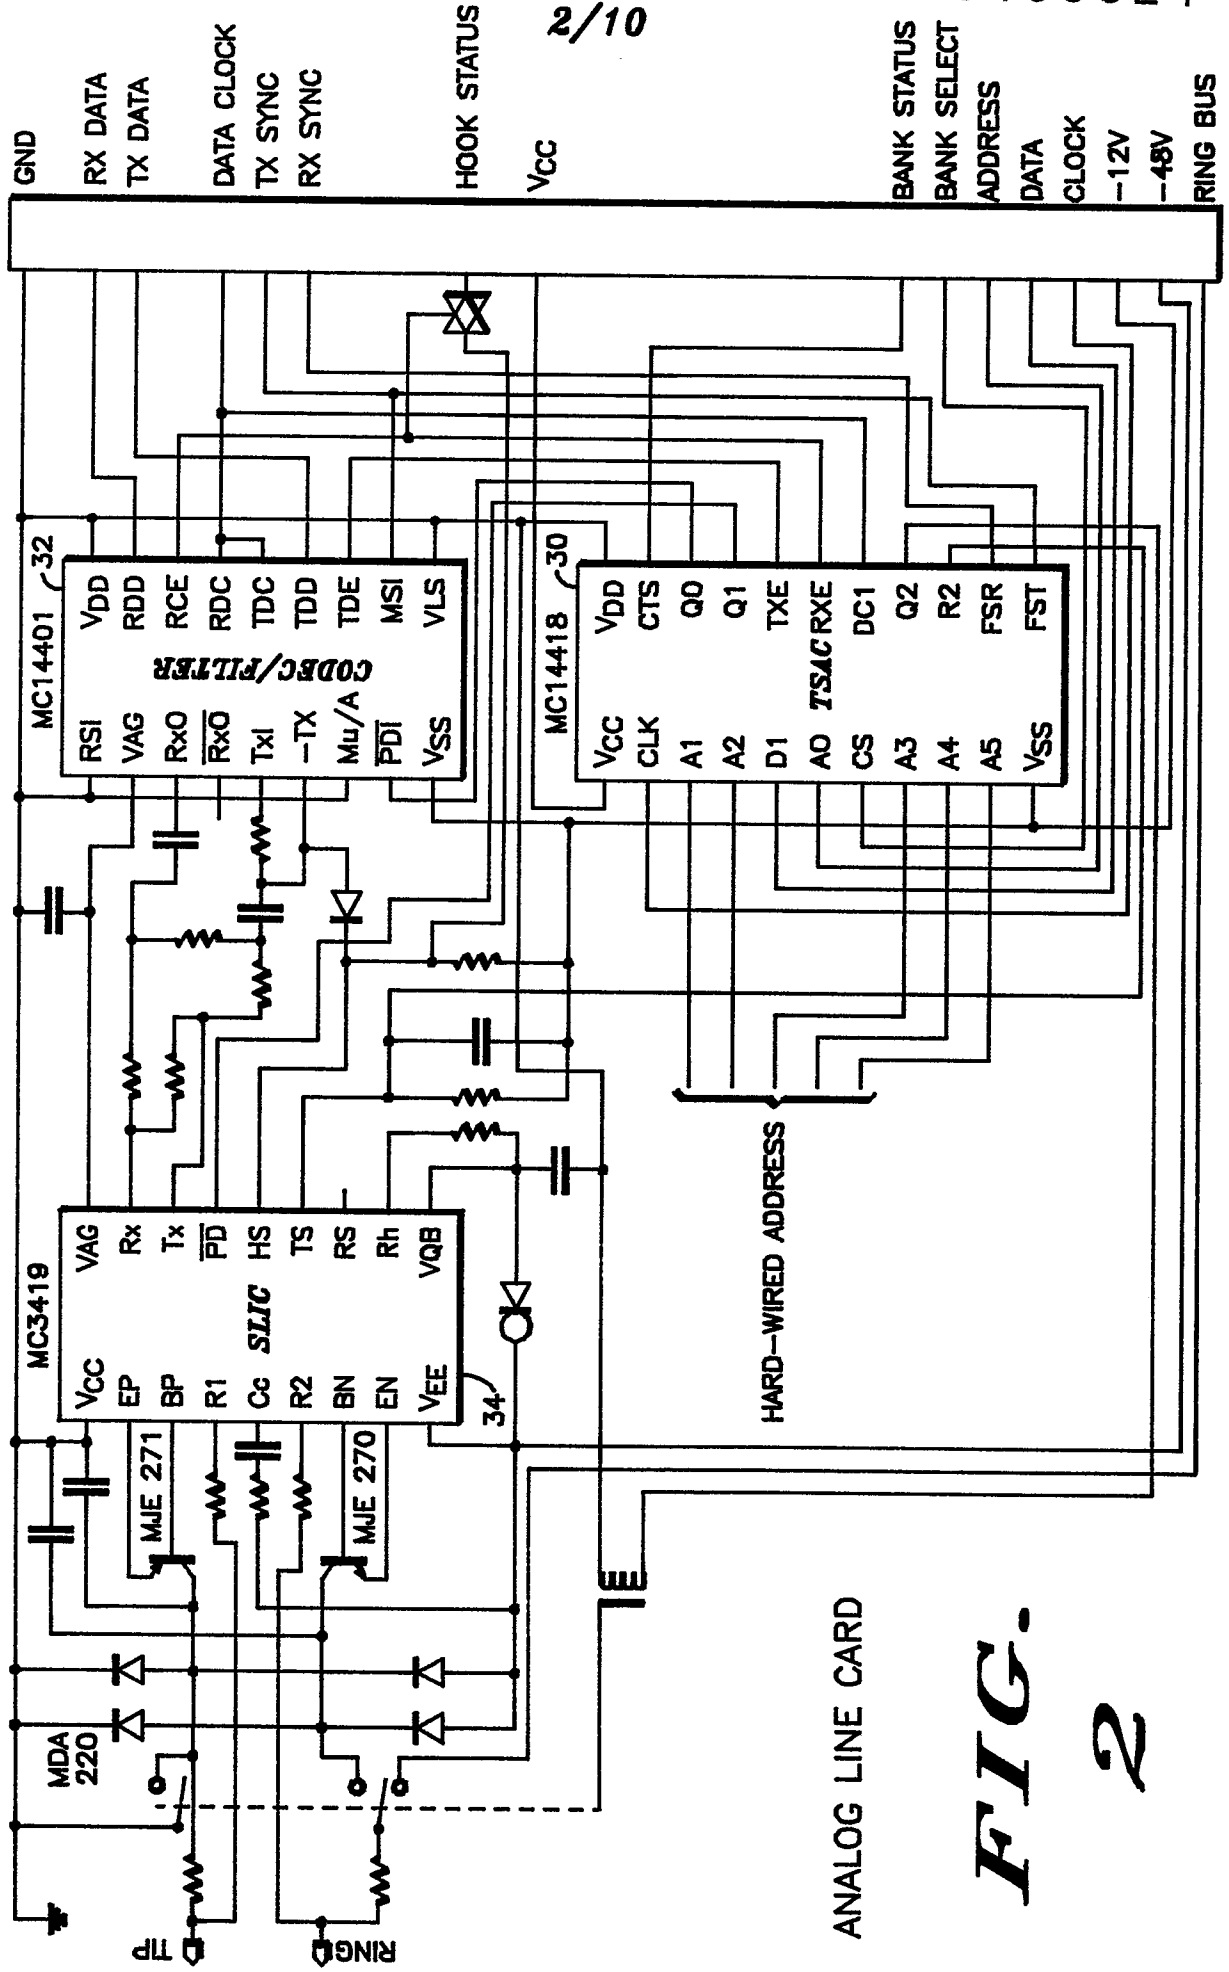 2/10
GND
RX DATA
TX DATA
DATA CLOCK
TX SYNC
RX SYNC
HOOK STATUS
VCC
BANK STATUS
BANK SELECT
ADDRESS
DATA
CLOCK
-12V
-48V
RING BUS
MC14401
32
VDD
RDD
RCE
RDC
TDC
TDD
TDE
MSI
VLS
CODEC/FILTER
RSI
VAG
RxO
RxO
TxI
-TX
Mu/A
PDI
VSS
MC14418
30
VDD
CTS
Q0
Q1
TXE
RXE
DC1
Q2
R2
FSR
FST
TSAC
VCC
CLK
A1
A2
D1
A0
CS
A3
A4
A5
VSS
HARD-WIRED ADDRESS
MC3419
VAG
Rx
Tx
PD
HS
TS
RS
Rh
VQB
SLIC
VCC
EP
BP
R1
Cc
R2
BN
EN
VEE
34
MJE 271
MJE 270
MDA
220
TIP
RING
ANALOG LINE CARD
FIG.
2